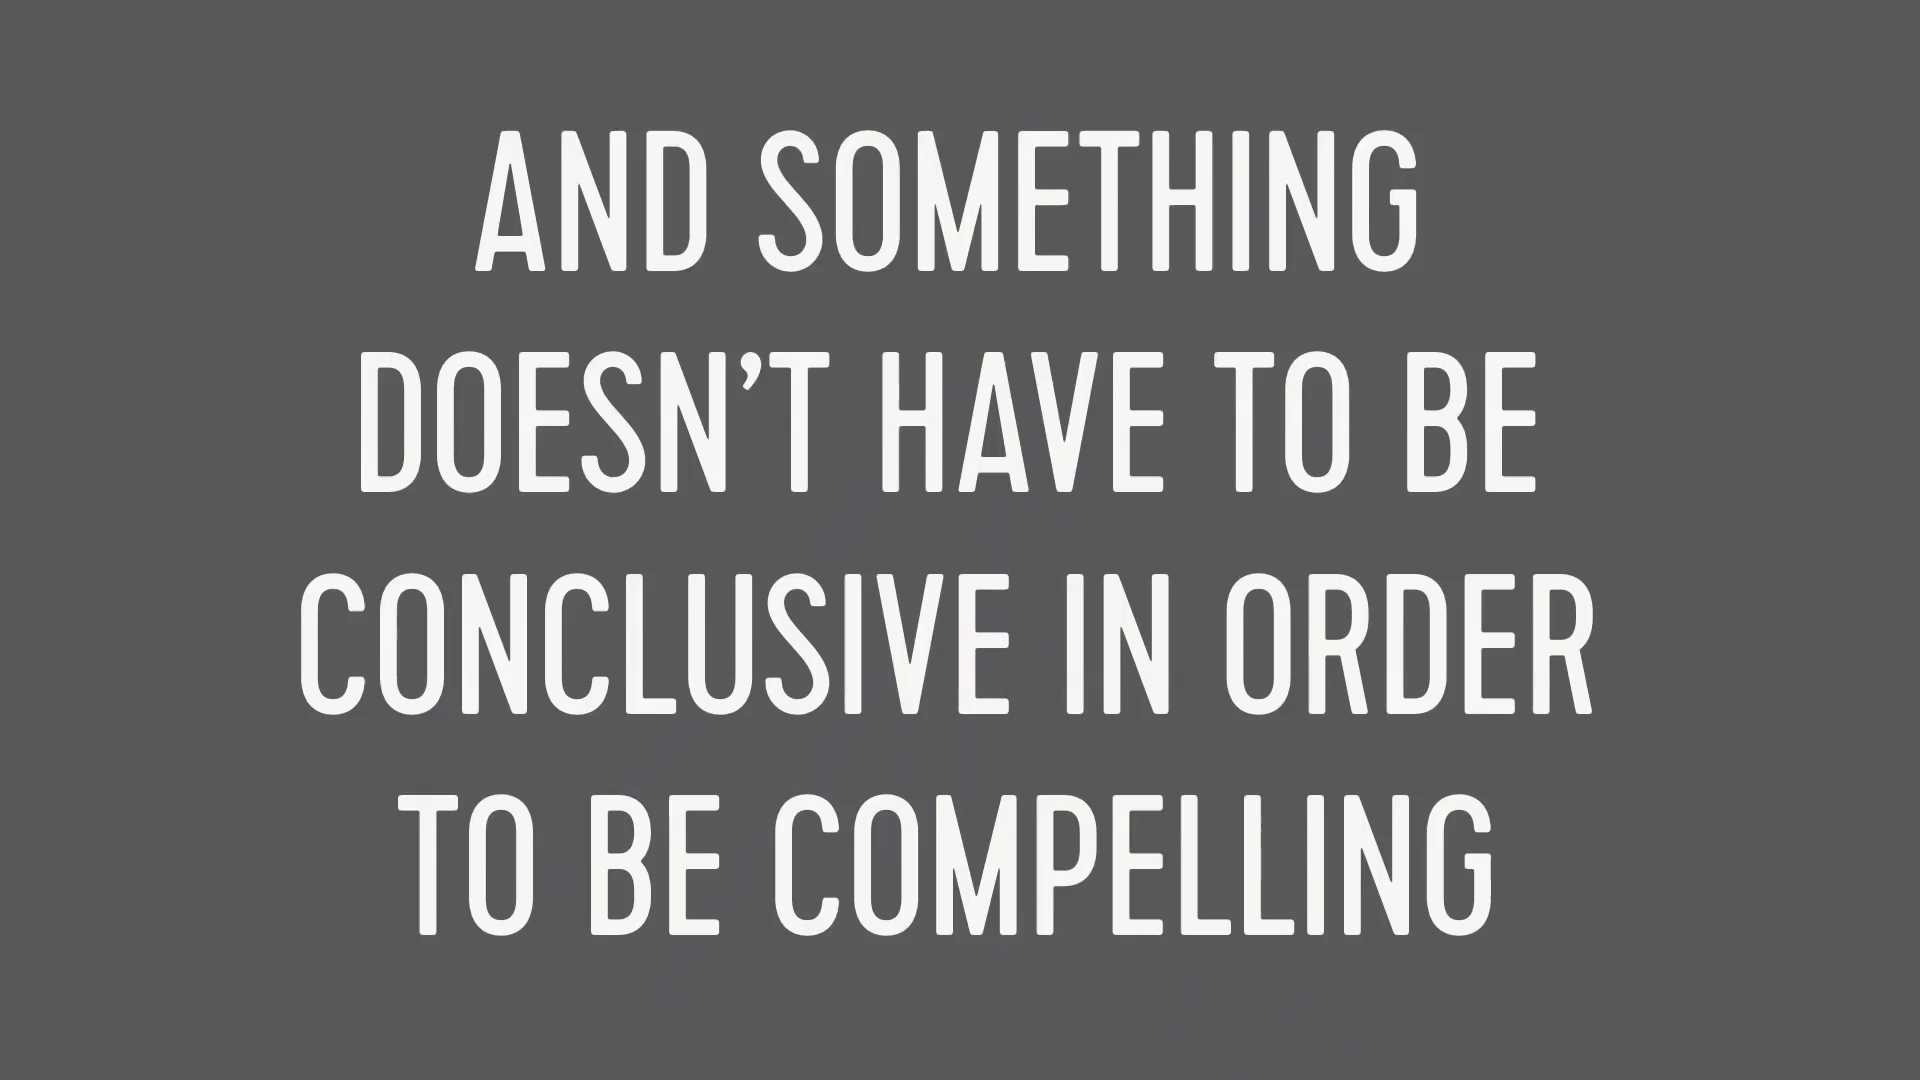 AND SOMETHING
DOESN’T HAVE TO BE
CONCLUSIVE IN ORDER
TO BE COMPELLING